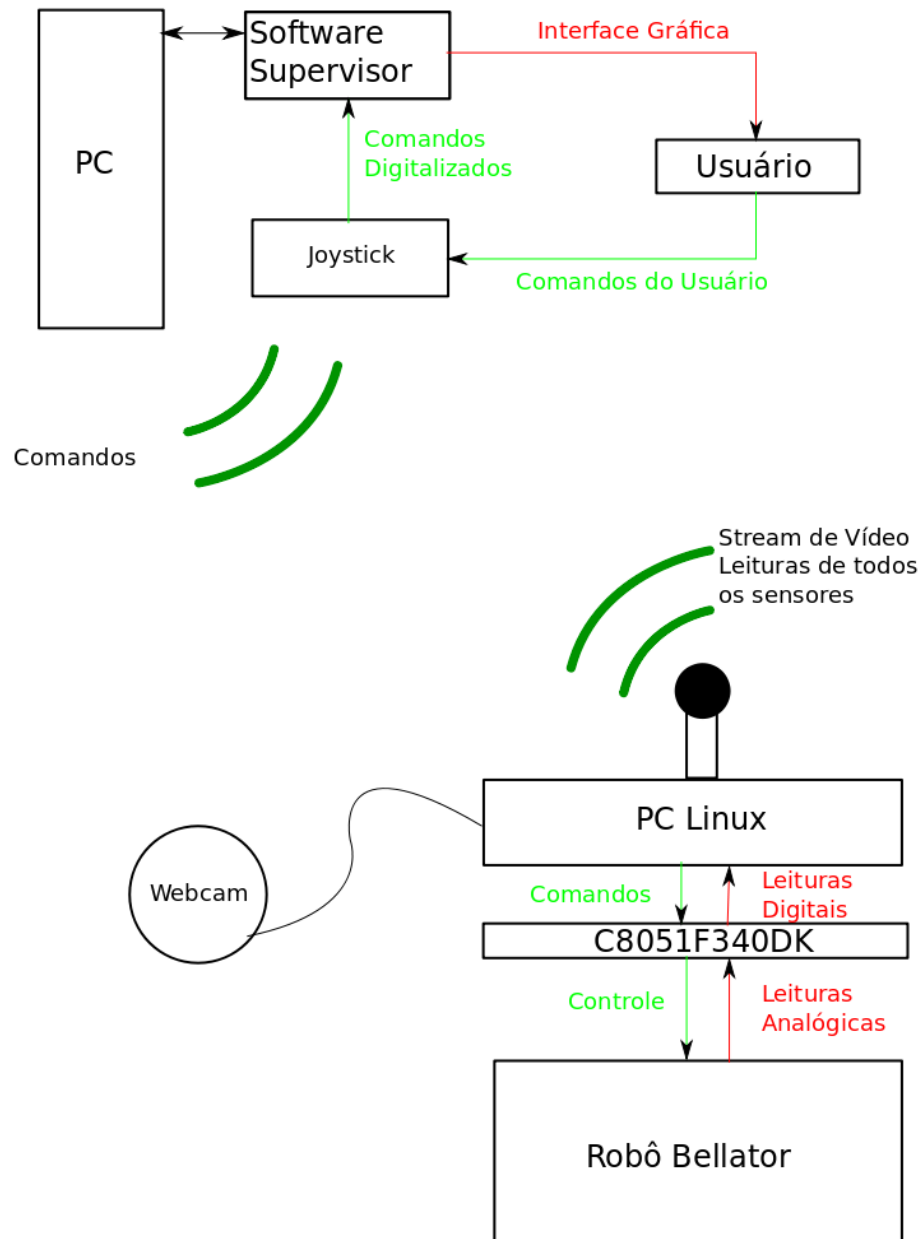 Software
Supervisor
Interface Gráfica
PC
Comandos
Digitalizados
Usuário
Joystick
Comandos do Usuário
Comandos
Stream de Vídeo
Leituras de todos
os sensores
PC Linux
Webcam
Comandos
Leituras
Digitais
C8051F340DK
Controle
Leituras
Analógicas
Robô Bellator